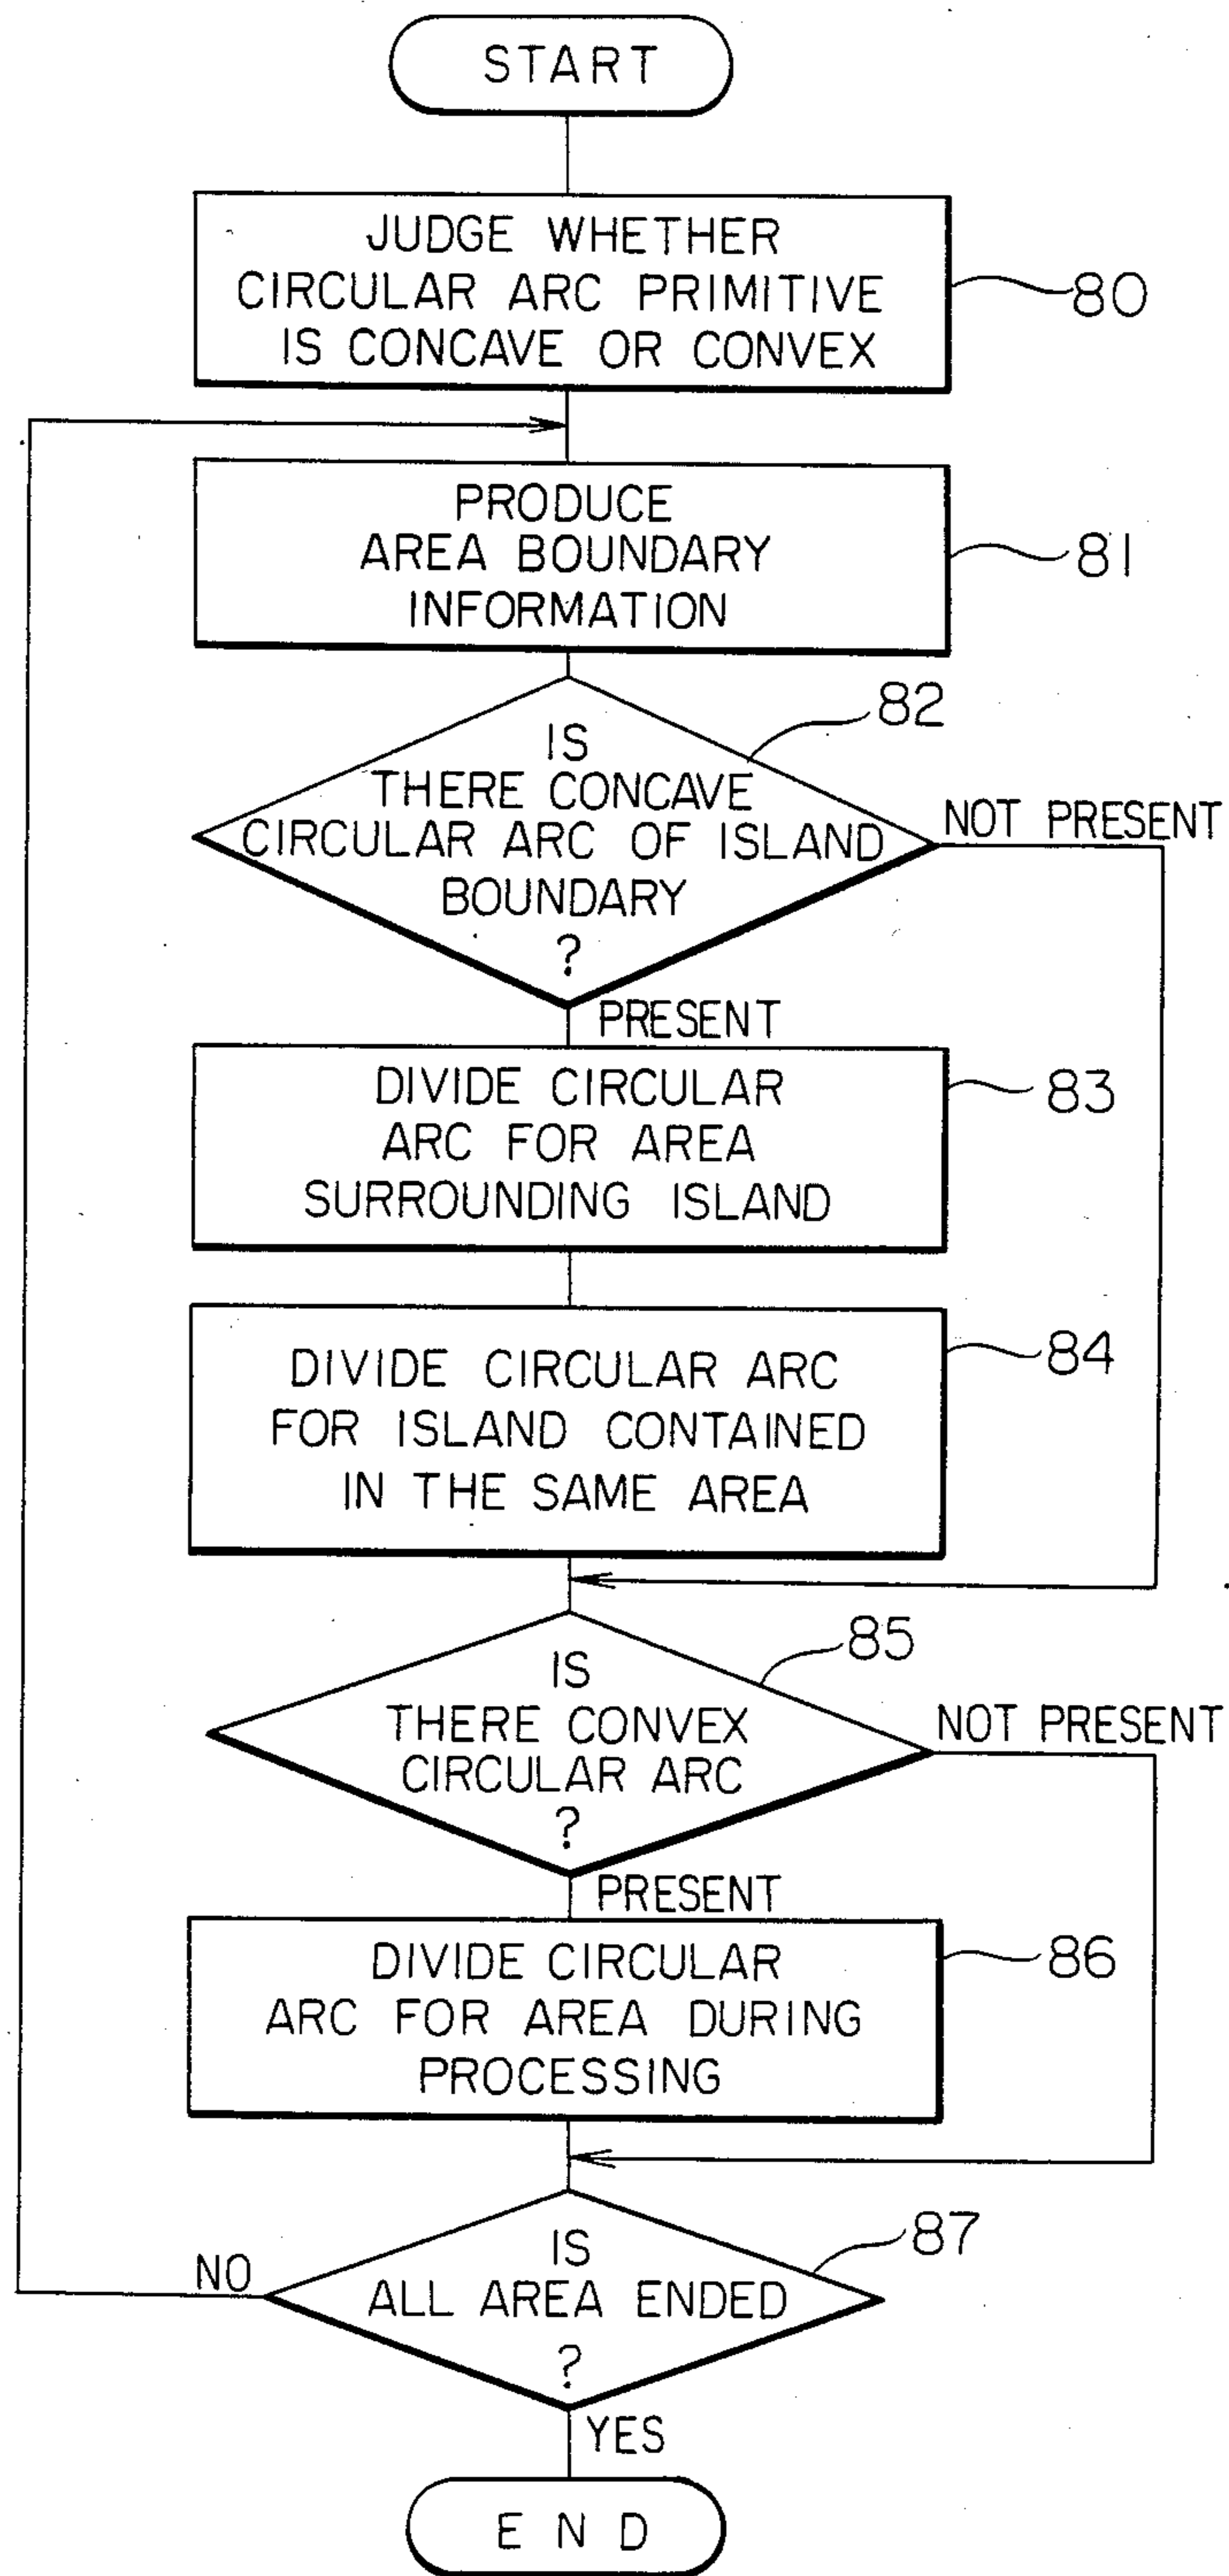 START
JUDGE WHETHER
CIRCULAR ARC PRIMITIVE
IS CONCAVE OR CONVEX
80
PRODUCE
AREA BOUNDARY
INFORMATION
81
82
IS
THERE CONCAVE
CIRCULAR ARC OF ISLAND
BOUNDARY
?
NOT PRESENT
PRESENT
DIVIDE CIRCULAR
ARC FOR AREA
SURROUNDING ISLAND
83
DIVIDE CIRCULAR ARC
FOR ISLAND CONTAINED
IN THE SAME AREA
84
85
IS
THERE CONVEX
CIRCULAR ARC
?
NOT PRESENT
PRESENT
DIVIDE CIRCULAR
ARC FOR AREA DURING
PROCESSING
86
87
IS
ALL AREA ENDED
?
NO
YES
END